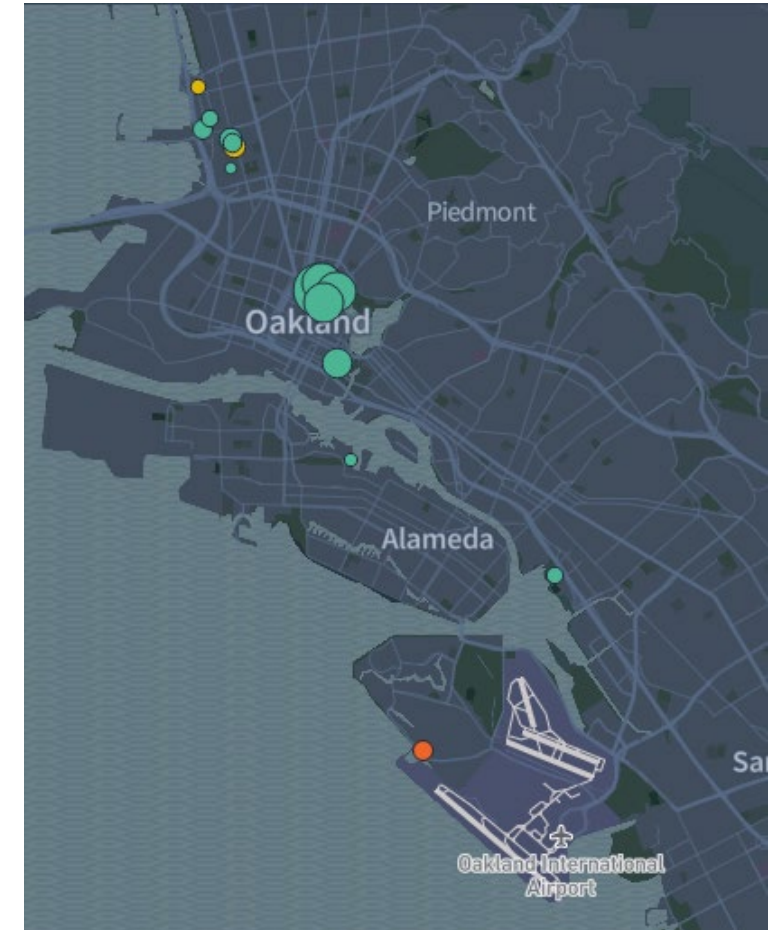 Piedmont
Oakland
Alameda
Sa
Oakland International
Airport